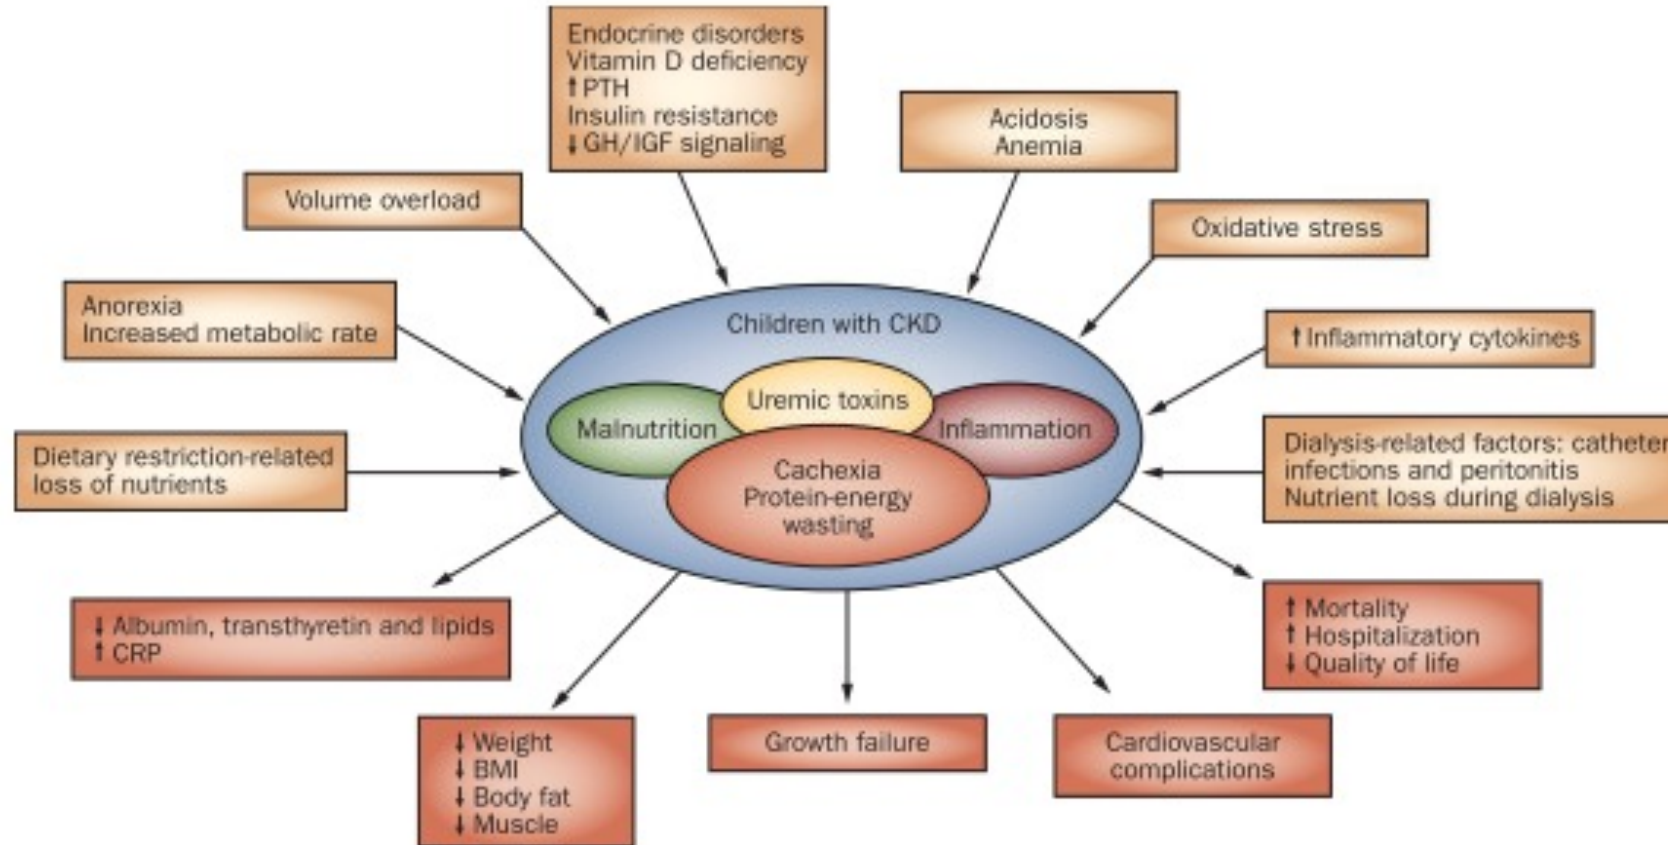 Endocrine disorders
Vitamin D deficiency
↑ PTH
Insulin resistance
↓ GH/IGF signaling
Acidosis
Anemia
Volume overload
Oxidative stress
Anorexia
Increased metabolic rate
↑ Inflammatory cytokines
Children with CKD
Uremic toxins
Malnutrition
Inflammation
Cachexia
Protein-energy
wasting
Dietary restriction-related
loss of nutrients
Dialysis-related factors: catheter
infections and peritonitis
Nutrient loss during dialysis
↓ Albumin, transthyretin and lipids
↑ CRP
↑ Mortality
↑ Hospitalization
↓ Quality of life
↓ Weight
↓ BMI
↓ Body fat
↓ Muscle
Growth failure
Cardiovascular
complications